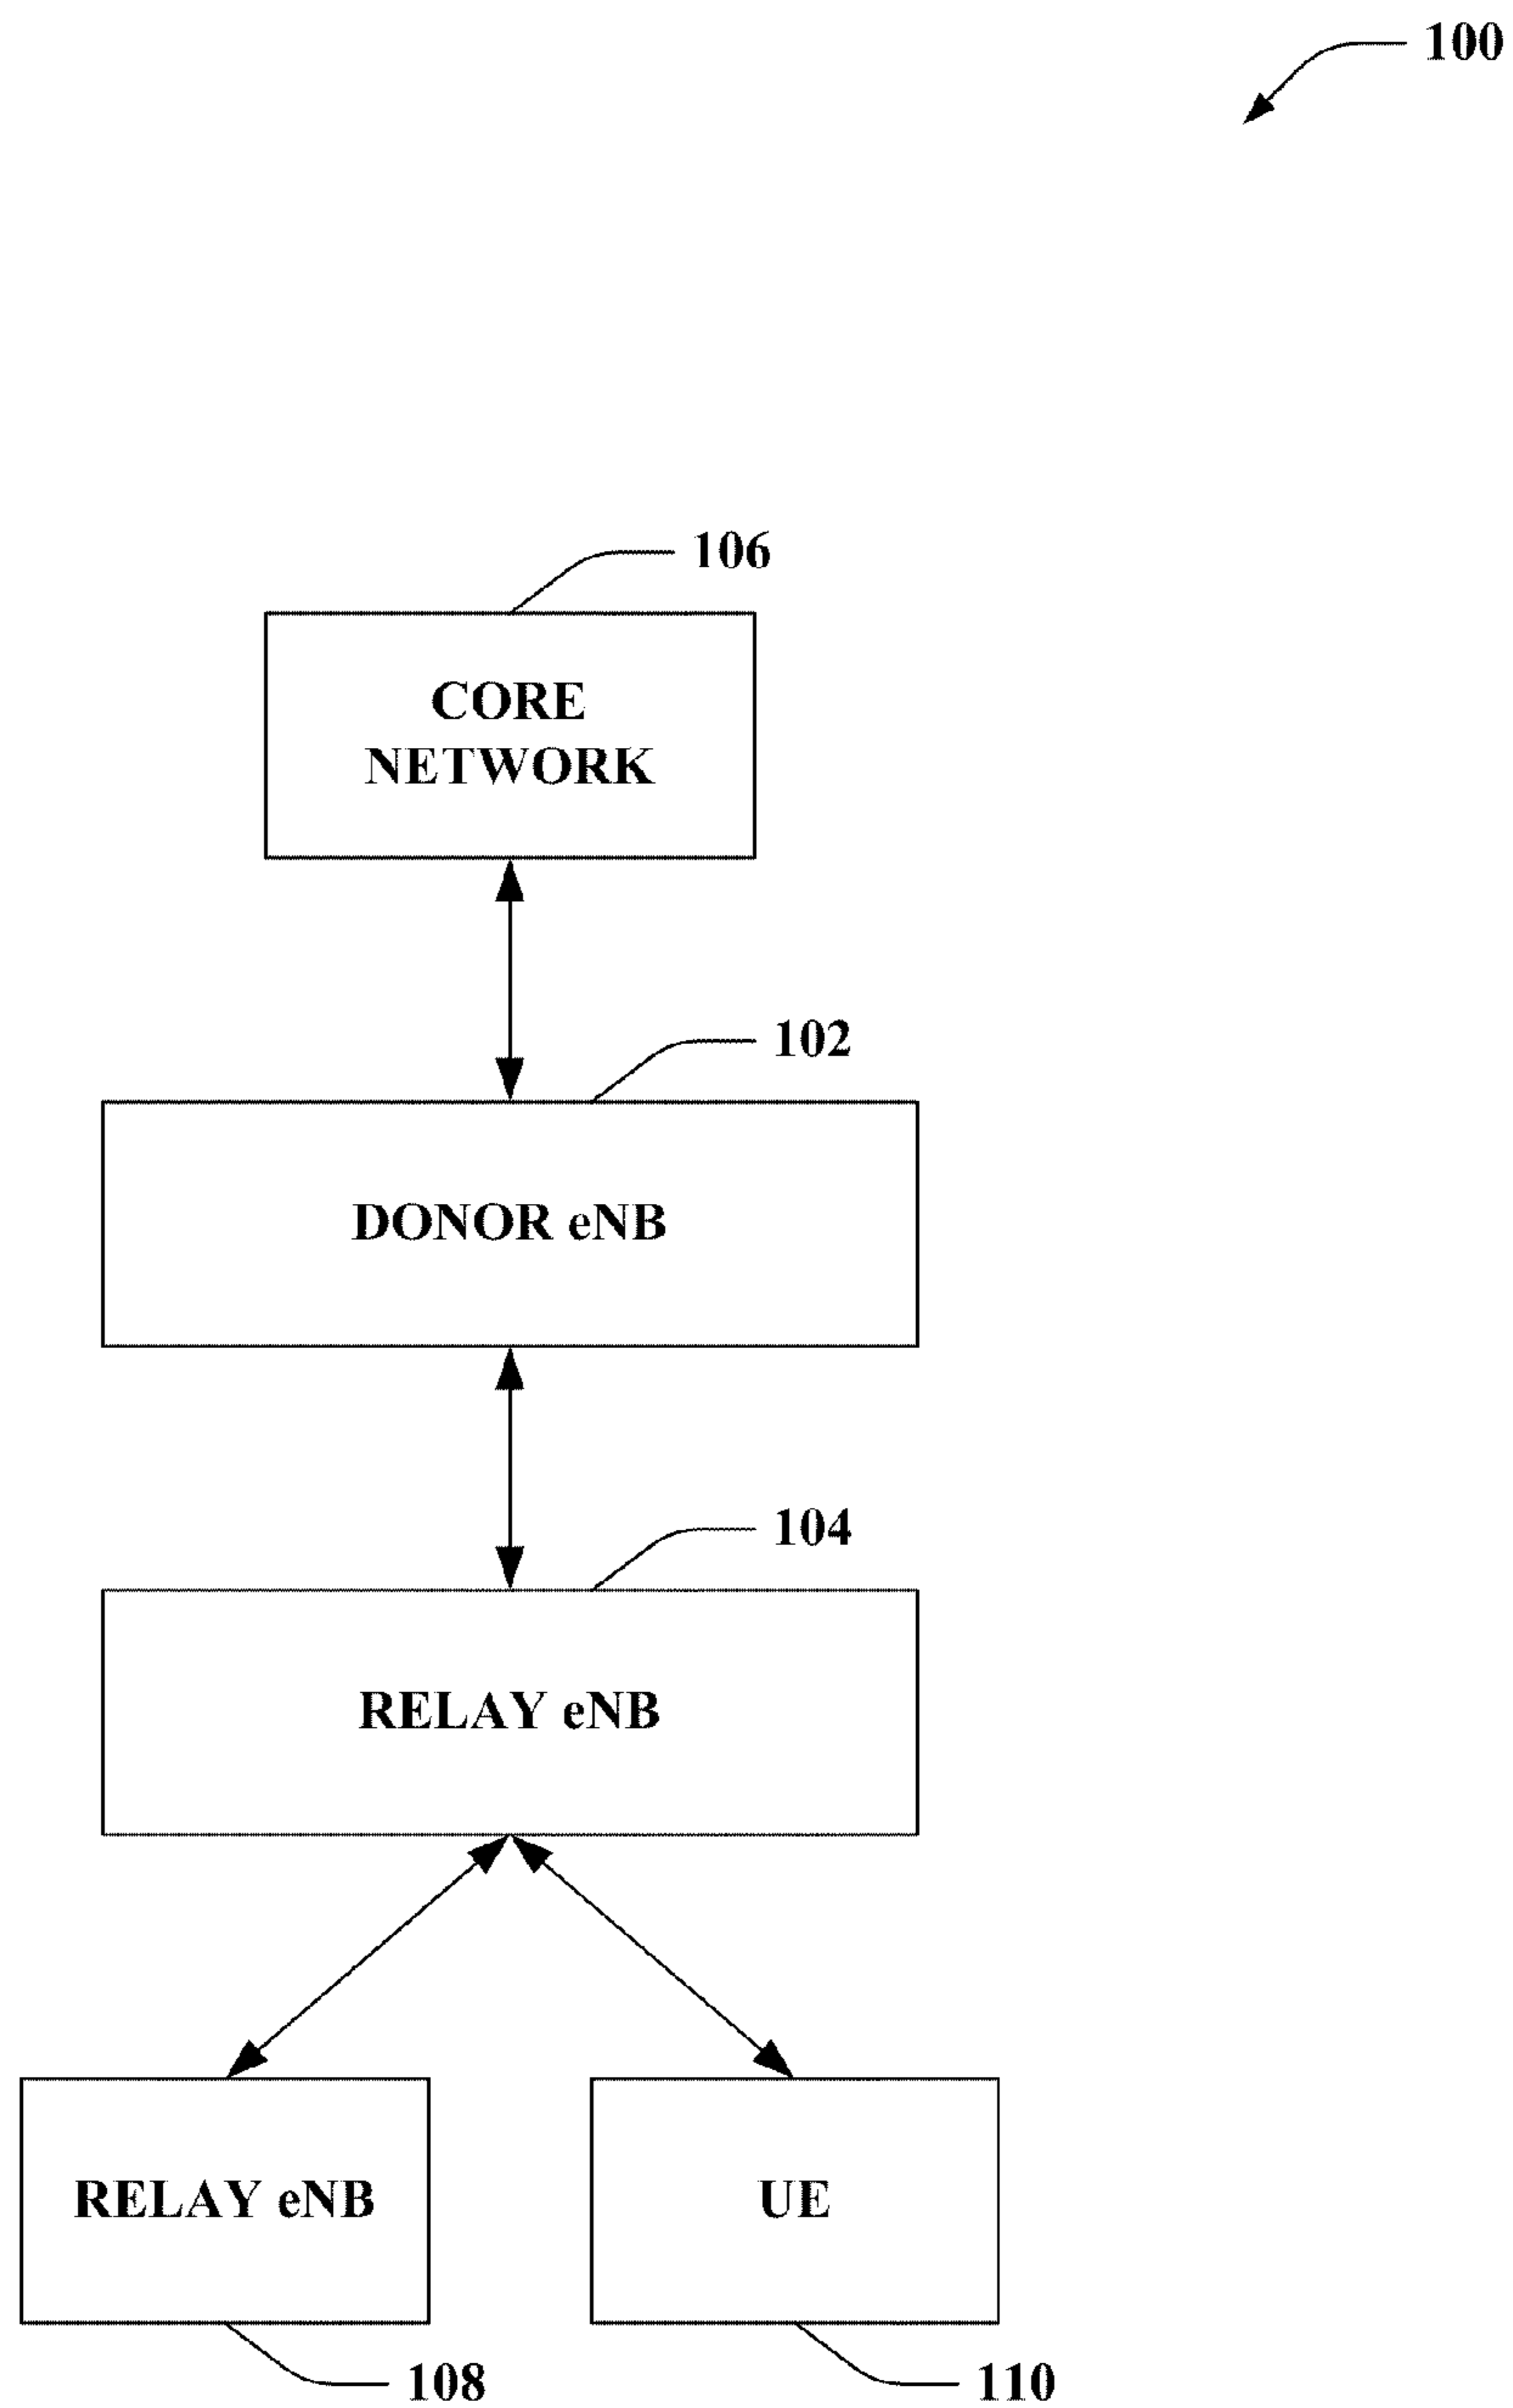 100
106
CORE
NETWORK
102
DONOR eNB
104
RELAY eNB
RELAY eNB
UE
108
110